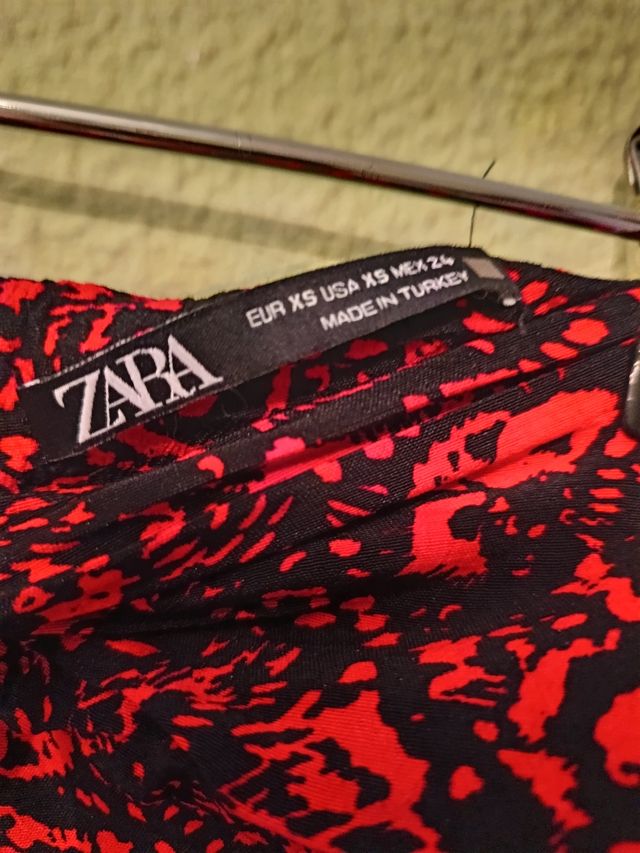 ZARA
EUR XS USA XS MEX 24
MADE IN TURKEY